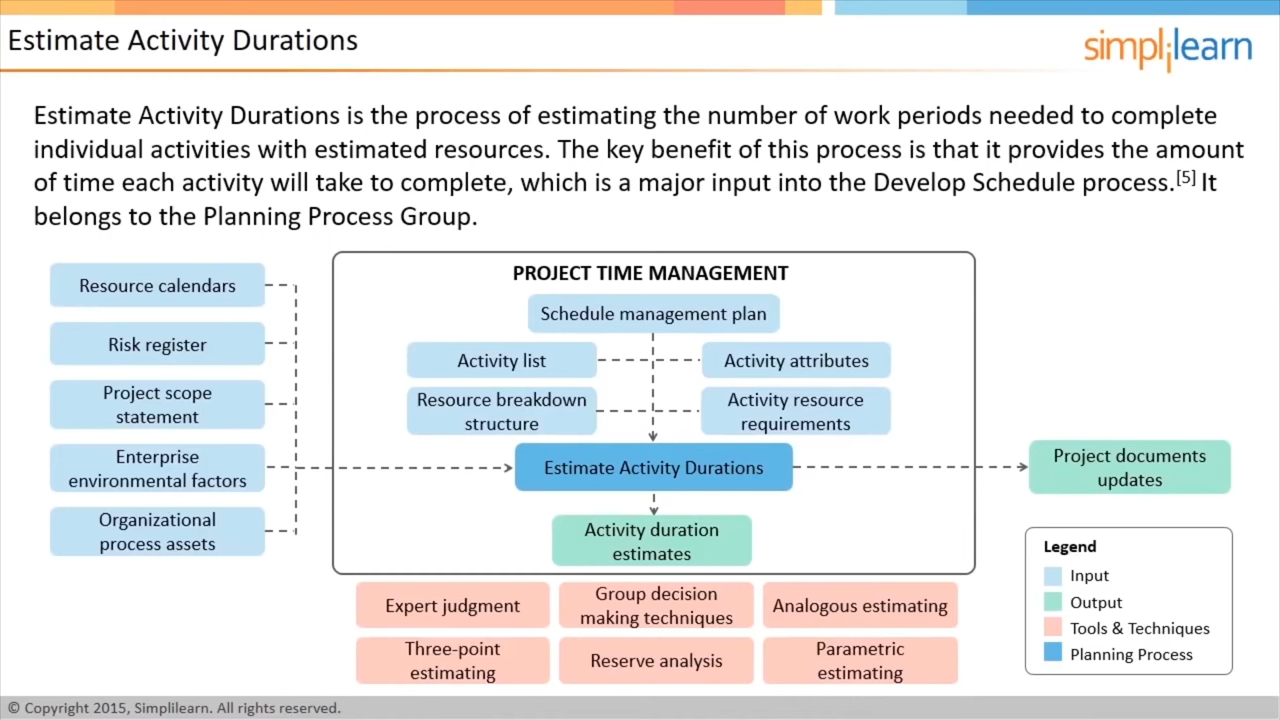 Estimate Activity Durations
simplilearn
Estimate Activity Durations is the process of estimating the number of work periods needed to complete
individual activities with estimated resources. The key benefit of this process is that it provides the amount
of time each activity will take to complete, which is a major input into the Develop Schedule process.[5] It
belongs to the Planning Process Group.
Resource calendars
Risk register
Project scope
statement
Enterprise
environmental factors
Organizational
process assets
PROJECT TIME MANAGEMENT
Schedule management plan
Activity list
Activity attributes
Resource breakdown
structure
Activity resource
requirements
Estimate Activity Durations
Activity duration
estimates
Project documents
updates
Expert judgment
Group decision
making techniques
Analogous estimating
Three-point
estimating
Reserve analysis
Parametric
estimating
Legend
Input
Output
Tools & Techniques
Planning Process
© Copyright 2015, Simplilearn. All rights reserved.